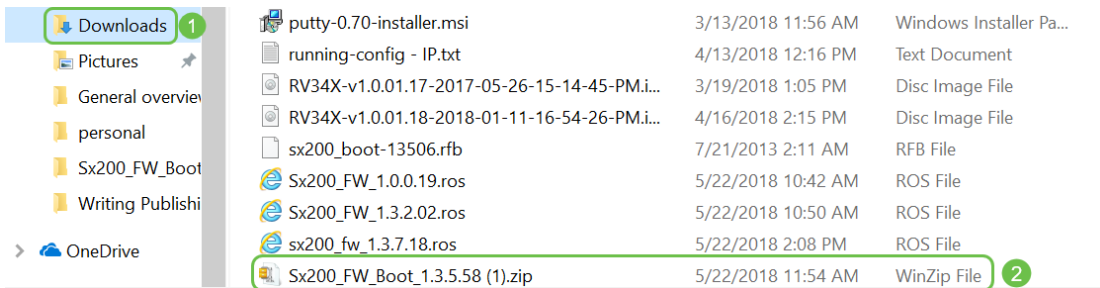 Downloads 1
Pictures
General overview
personal
Sx200_FW_Boot
Writing Publishi
OneDrive
putty-0.70-installer.msi 3/13/2018 11:56 AM Windows Installer Pa...
running-config - IP.txt 4/13/2018 12:16 PM Text Document
RV34X-v1.0.01.17-2017-05-26-15-14-45-PM.i... 3/19/2018 1:05 PM Disc Image File
RV34X-v1.0.01.18-2018-01-11-16-54-26-PM.i... 4/16/2018 2:15 PM Disc Image File
sx200_boot-13506.rfb 7/21/2013 2:11 AM RFB File
Sx200_FW_1.0.0.19.ros 5/22/2018 10:42 AM ROS File
Sx200_FW_1.3.2.02.ros 5/22/2018 10:50 AM ROS File
sx200_fw_1.3.7.18.ros 5/22/2018 2:08 PM ROS File
Sx200_FW_Boot_1.3.5.58 (1).zip 5/22/2018 11:54 AM WinZip File 2